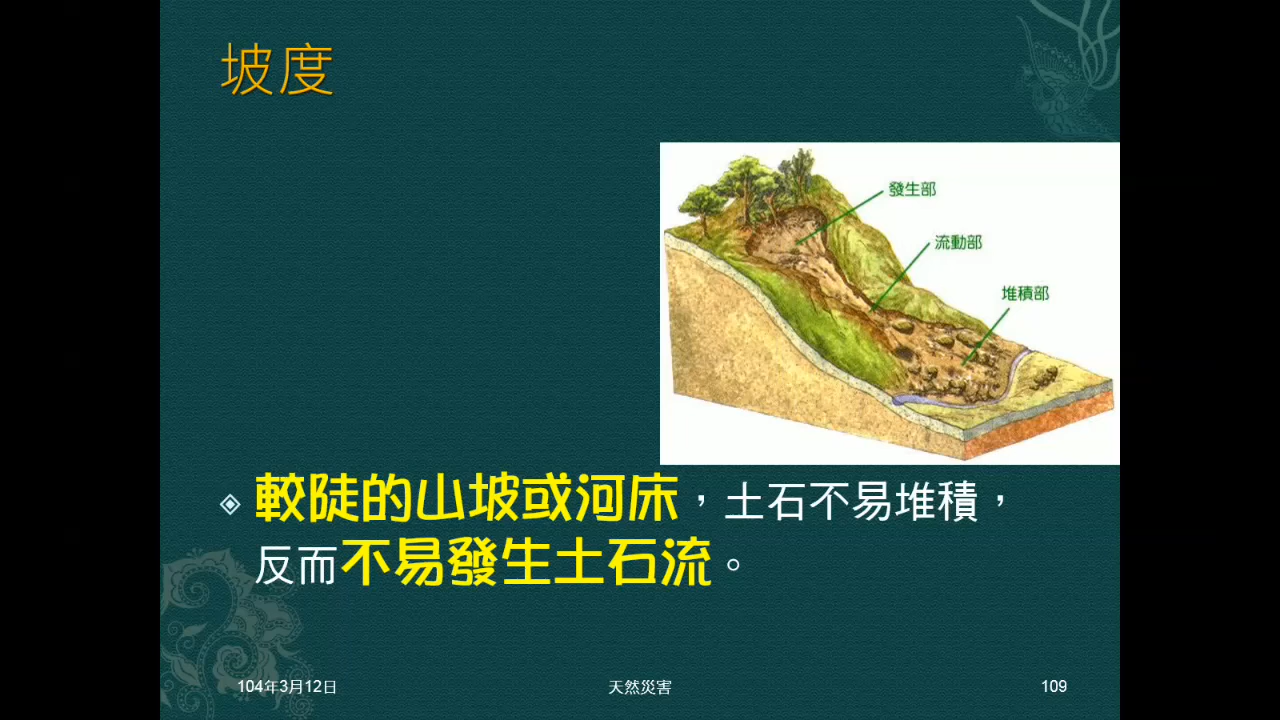 坡度
發生部
流動部
堆積部
較陡的山坡或河床，土石不易堆積，
反而不易發生土石流。
104年3月12日
天然災害
109